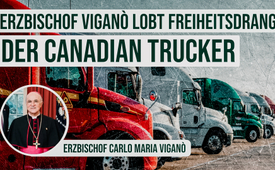 ERZBISCHOF VIGANÒ LOBT FREIHEITSDRANG
DER CANADIAN TRUCKER
ERZBISCHOF CARLO MARIA VIGANÒ